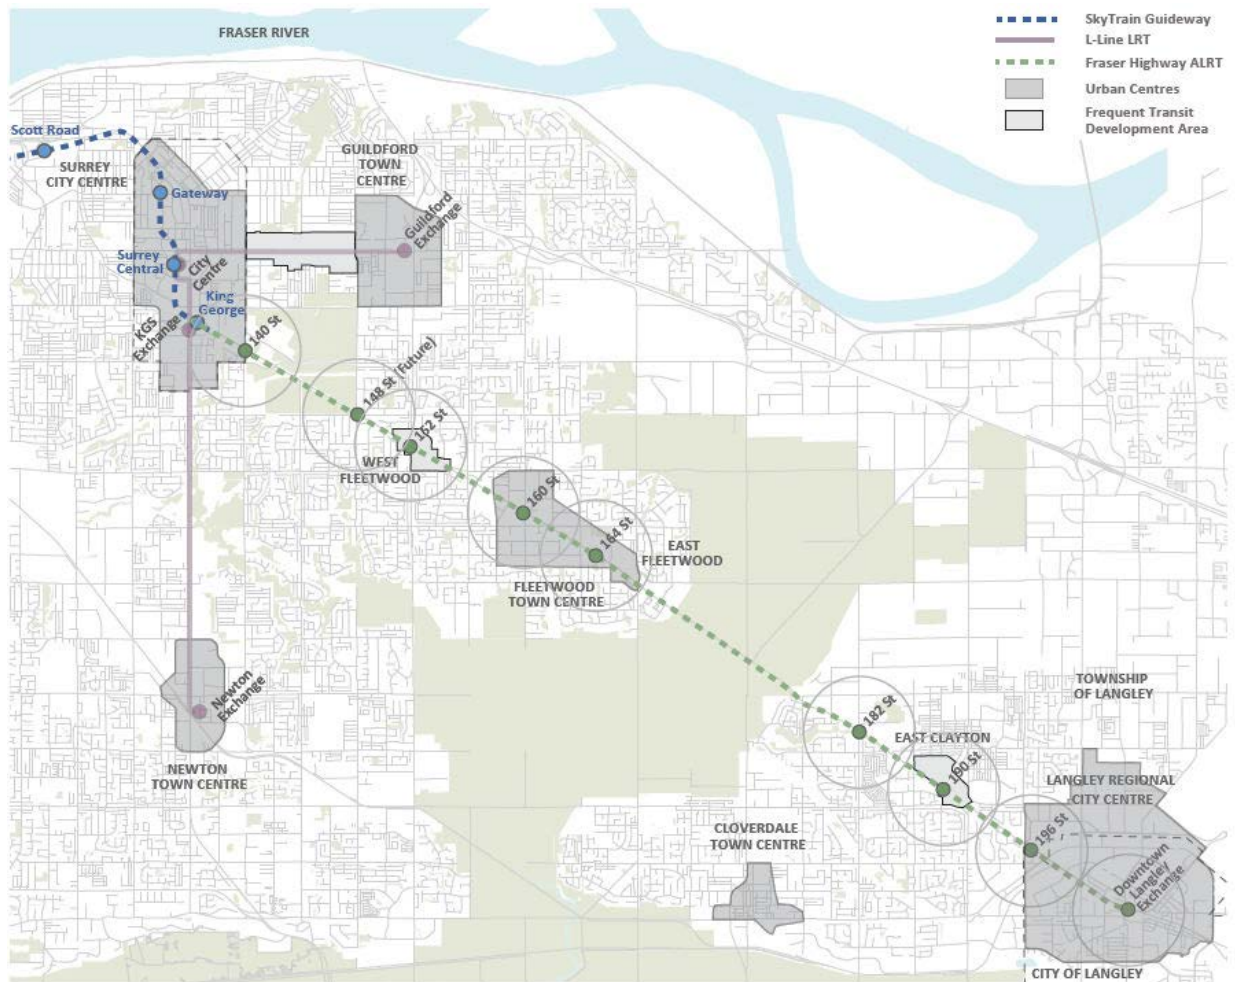 FRASER RIVER
SkyTrain Guideway
L-Line LRT
Fraser Highway ALRT
Urban Centres
Frequent Transit
Development Area
Scott Road
SURREY
CITY CENTRE
GUILDFORD
TOWN
CENTRE
Gateway
Guildford
Exchange
Surrey
Central
City
Centre
King
George
KGS
Exchange
140 St
148 St (Future)
152 St
WEST
FLEETWOOD
160 St
164 St
EAST
FLEETWOOD
FLEETWOOD
TOWN CENTRE
Newton
Exchange
NEWTON
TOWN CENTRE
182 St
TOWNSHIP
OF LANGLEY
EAST CLAYTON
190 St
LANGLEY REGIONAL
CITY CENTRE
CLOVERDALE
TOWN CENTRE
196 St
Downtown
Langley
Exchange
CITY OF LANGLEY